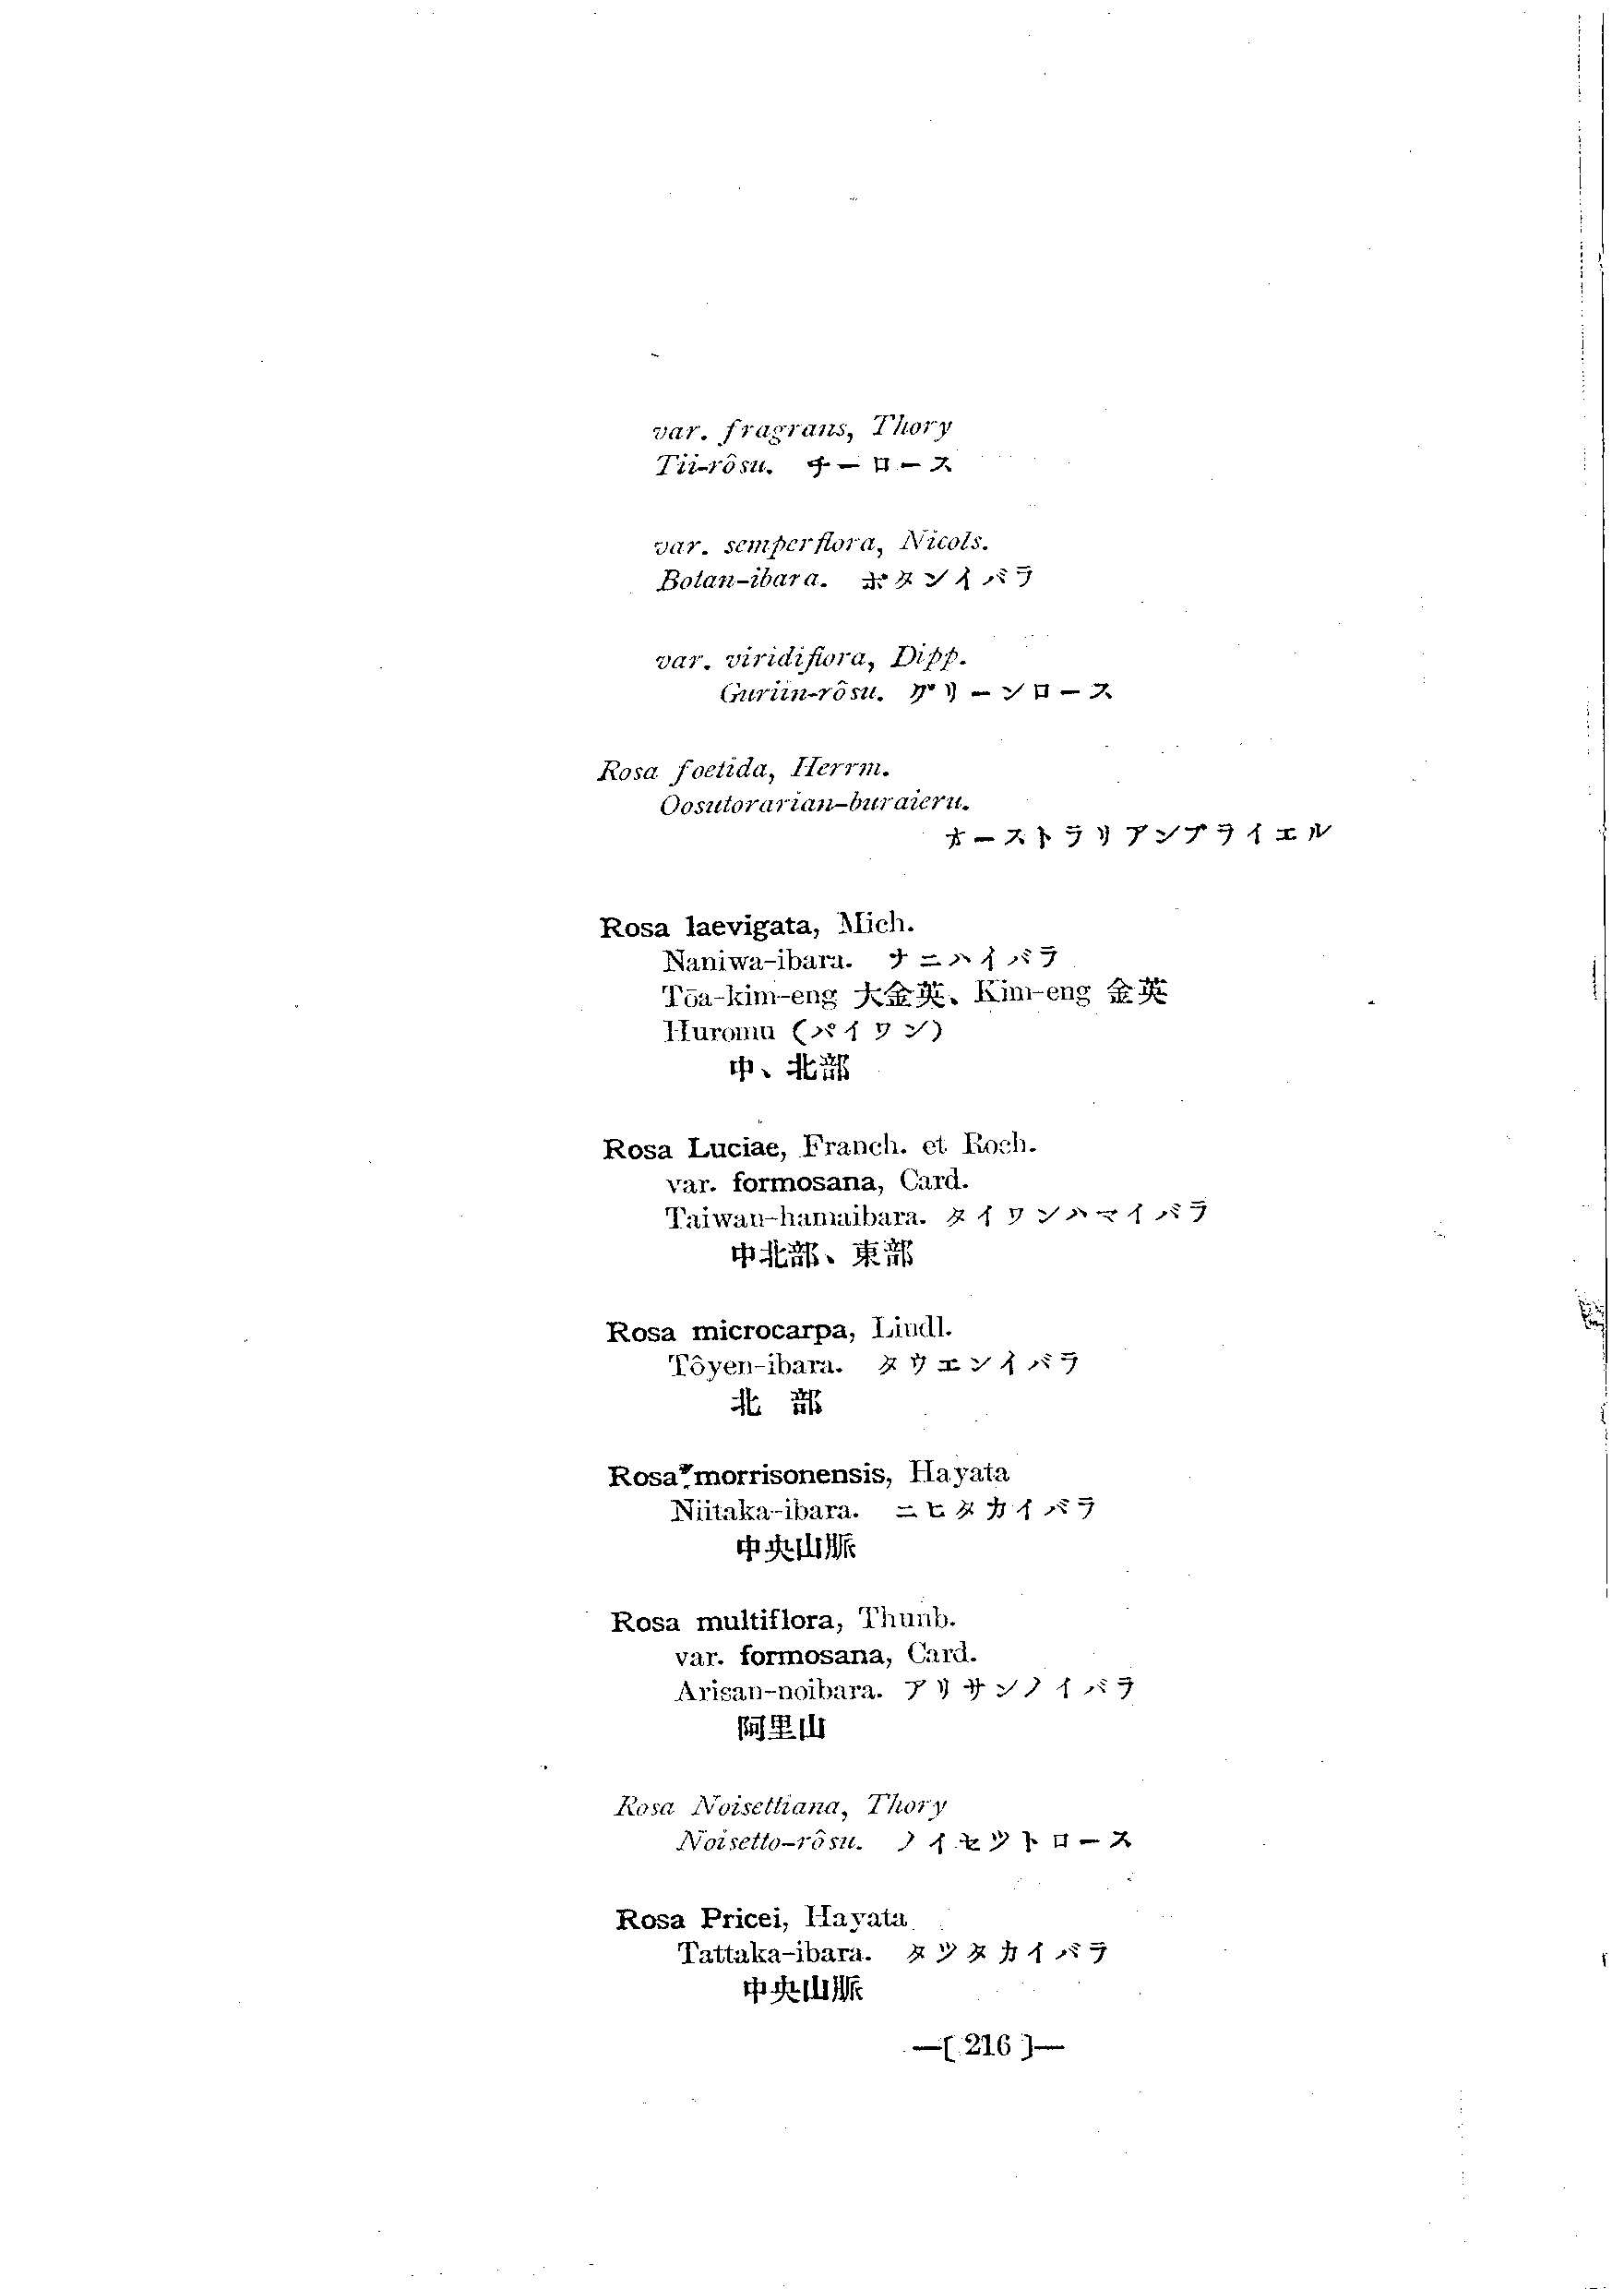 var. fragrans, Thory
Tii-rôsu. チーロース
var. semperflora, Nicols.
Botan-ibara. ボタンイバラ
var. viridiflora, Dipp.
Guriin-rôsu. グリーンロース
Rosa foetida, Herrm.
Oosutorarian-buraieru.
オーストラリアンブライエル
Rosa laevigata, Mich.
Naniwa-ibara. ナニハイバラ
Tōa-kim-eng 大金英、Kim-eng 金英
Huromu (パイワン)
中、北部
Rosa Luciae, Franch. et Roch.
var. formosana, Card.
Taiwan-hamaibara. タイワンハマイバラ
中北部、東部
Rosa microcarpa, Lindl.
Tôyen-ibara. タウエンイバラ
北 部
Rosa morrisonensis, Hayata
Niitaka-ibara. ニヒタカイバラ
中央山脈
Rosa multiflora, Thunb.
var. formosana, Card.
Arisan-noibara. アリサンノイバラ
阿里山
Rosa Noisettiana, Thory
Noisetto-rôsu. ノイセツトロース
Rosa Pricei, Hayata
Tattaka-ibara. タツタカイバラ
中央山脈
—[ 216 ]—